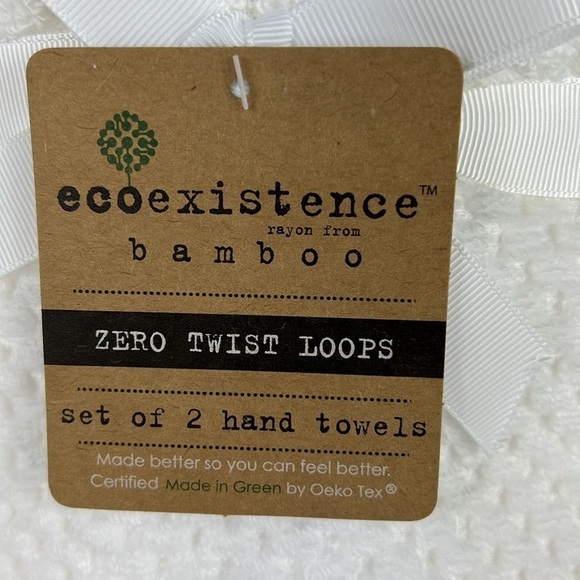 ecoexistence™
rayon from
bamboo
ZERO TWIST LOOPS
set of 2 hand towels
Made better so you can feel better.
Certified Made in Green by Oeko Tex®